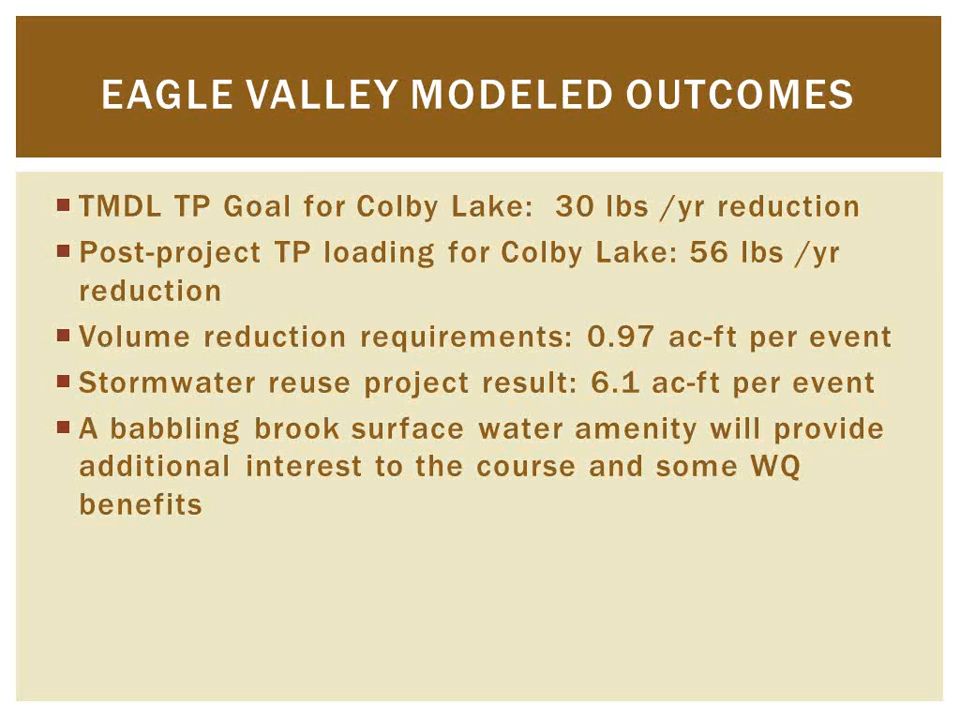 EAGLE VALLEY MODELED OUTCOMES
TMDL TP Goal for Colby Lake:  30 lbs /yr reduction
Post-project TP loading for Colby Lake: 56 lbs /yr
reduction
Volume reduction requirements: 0.97 ac-ft per event
Stormwater reuse project result: 6.1 ac-ft per event
A babbling brook surface water amenity will provide
additional interest to the course and some WQ
benefits